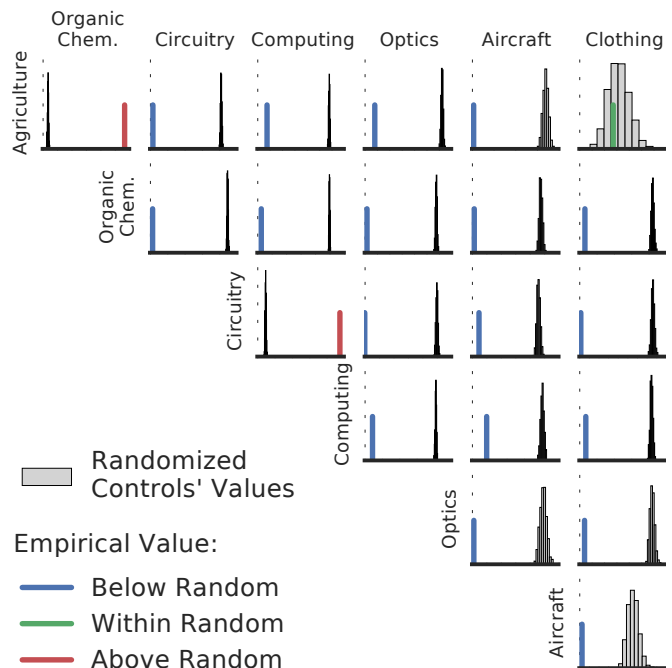 Organic
Chem.
Circuitry
Computing
Optics
Aircraft
Clothing
Agriculture
Organic
Chem.
Circuitry
Computing
Optics
Aircraft
Randomized
Controls' Values
Empirical Value:
Below Random
Within Random
Above Random